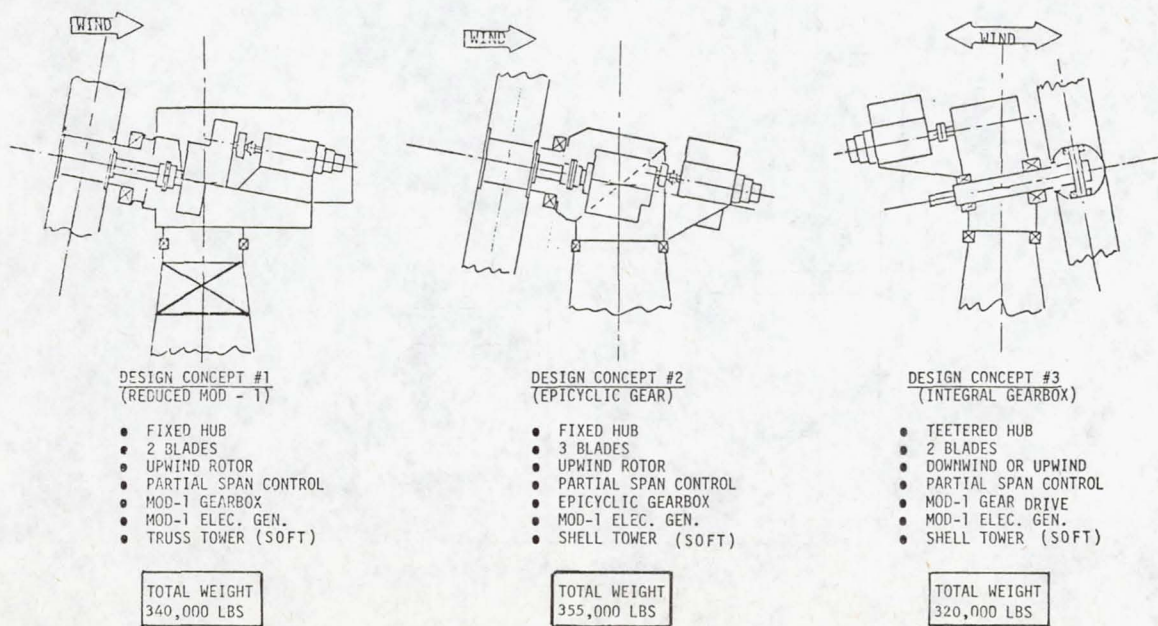 WIND
WIND
WIND
DESIGN CONCEPT #1
(REDUCED MOD - 1)
• FIXED HUB
• 2 BLADES
• UPWIND ROTOR
• PARTIAL SPAN CONTROL
• MOD-1 GEARBOX
• MOD-1 ELEC. GEN.
• TRUSS TOWER (SOFT)
TOTAL WEIGHT
340,000 LBS
DESIGN CONCEPT #2
(EPICYCLIC GEAR)
• FIXED HUB
• 3 BLADES
• UPWIND ROTOR
• PARTIAL SPAN CONTROL
• EPICYCLIC GEARBOX
• MOD-1 ELEC. GEN.
• SHELL TOWER (SOFT)
TOTAL WEIGHT
355,000 LBS
DESIGN CONCEPT #3
(INTEGRAL GEARBOX)
• TEETERED HUB
• 2 BLADES
• DOWNWIND OR UPWIND
• PARTIAL SPAN CONTROL
• MOD-1 GEAR DRIVE
• MOD-1 ELEC. GEN.
• SHELL TOWER (SOFT)
TOTAL WEIGHT
320,000 LBS